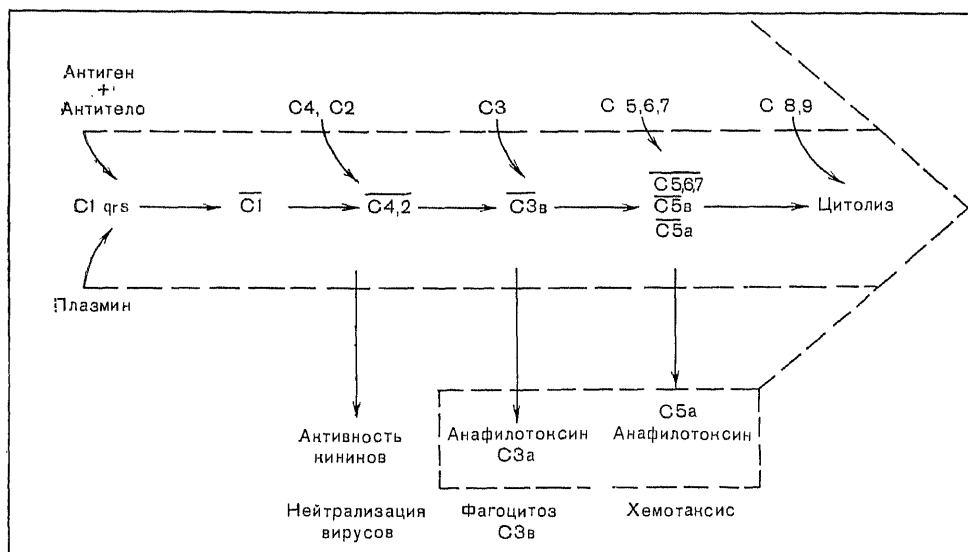 Антиген
+
Антитело
C4, C2
C3
C 5,6,7
C 8,9
C1 qrs
C1
C4,2
C3в
C5,6,7
C5в
C5а
Цитолиз
Плазмин
Активность
кининов
Анафилотоксин
C3а
C5а
Анафилотоксин
Нейтрализация
вирусов
Фагоцитоз
C3в
Хемотаксис